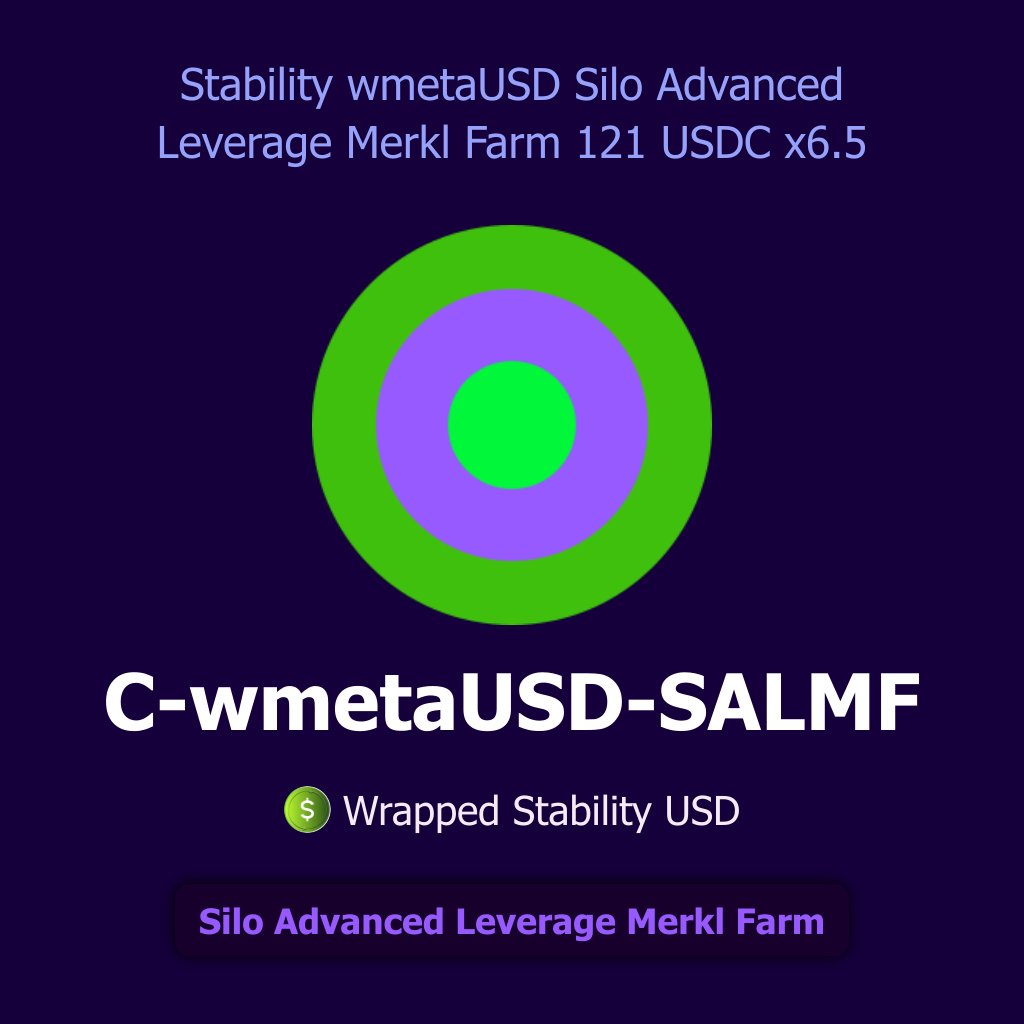 Stability wmetaUSD Silo Advanced
Leverage Merkl Farm 121 USDC x6.5
C-wmetaUSD-SALMF
$ Wrapped Stability USD
Silo Advanced Leverage Merkl Farm